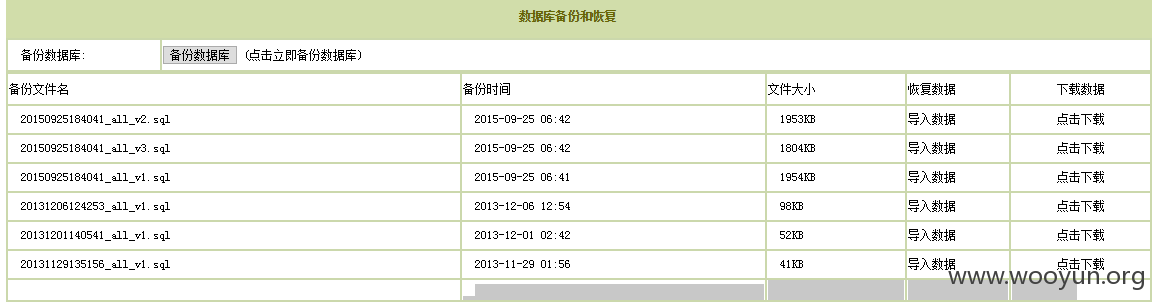 数据库备份和恢复
备份数据库: 备份数据库 (点击立即备份数据库)
备份文件名 备份时间 文件大小 恢复数据 下载数据
20150925184041_all_v2.sql 2015-09-25 06:42 1953KB 导入数据 点击下载
20150925184041_all_v3.sql 2015-09-25 06:42 1804KB 导入数据 点击下载
20150925184041_all_v1.sql 2015-09-25 06:41 1954KB 导入数据 点击下载
20131206124253_all_v1.sql 2013-12-06 12:54 98KB 导入数据 点击下载
20131201140541_all_v1.sql 2013-12-01 02:42 52KB 导入数据 点击下载
20131129135156_all_v1.sql 2013-11-29 01:56 41KB 导入数据 点击下载
www.wooyun.org